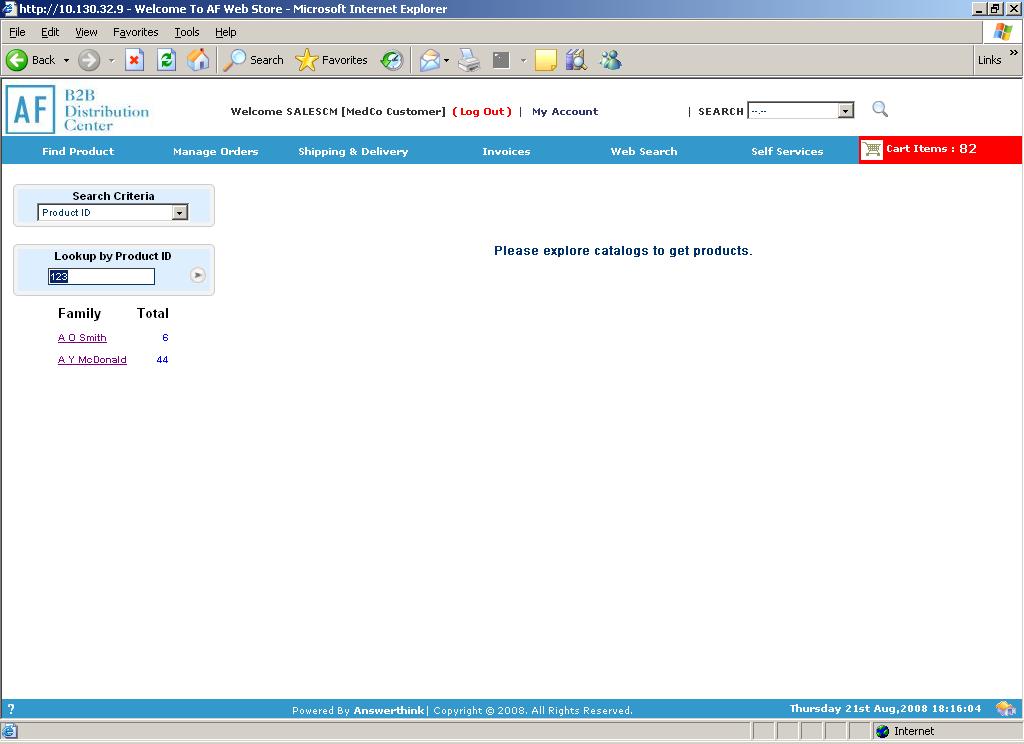 http://10.130.32.9 - Welcome To AF Web Store - Microsoft Internet Explorer
File Edit View Favorites Tools Help
Back Search Favorites Links »
AF B2B Distribution Center
Welcome SALESCM [MedCo Customer] ( Log Out ) | My Account | SEARCH --.--
Find Product Manage Orders Shipping & Delivery Invoices Web Search Self Services Cart Items : 82
Search Criteria
Product ID
Please explore catalogs to get products.
Lookup by Product ID
123
Family Total
A O Smith 6
A Y McDonald 44
? Powered By Answerthink | Copyright © 2008. All Rights Reserved. Thursday 21st Aug,2008 18:16:04
Internet